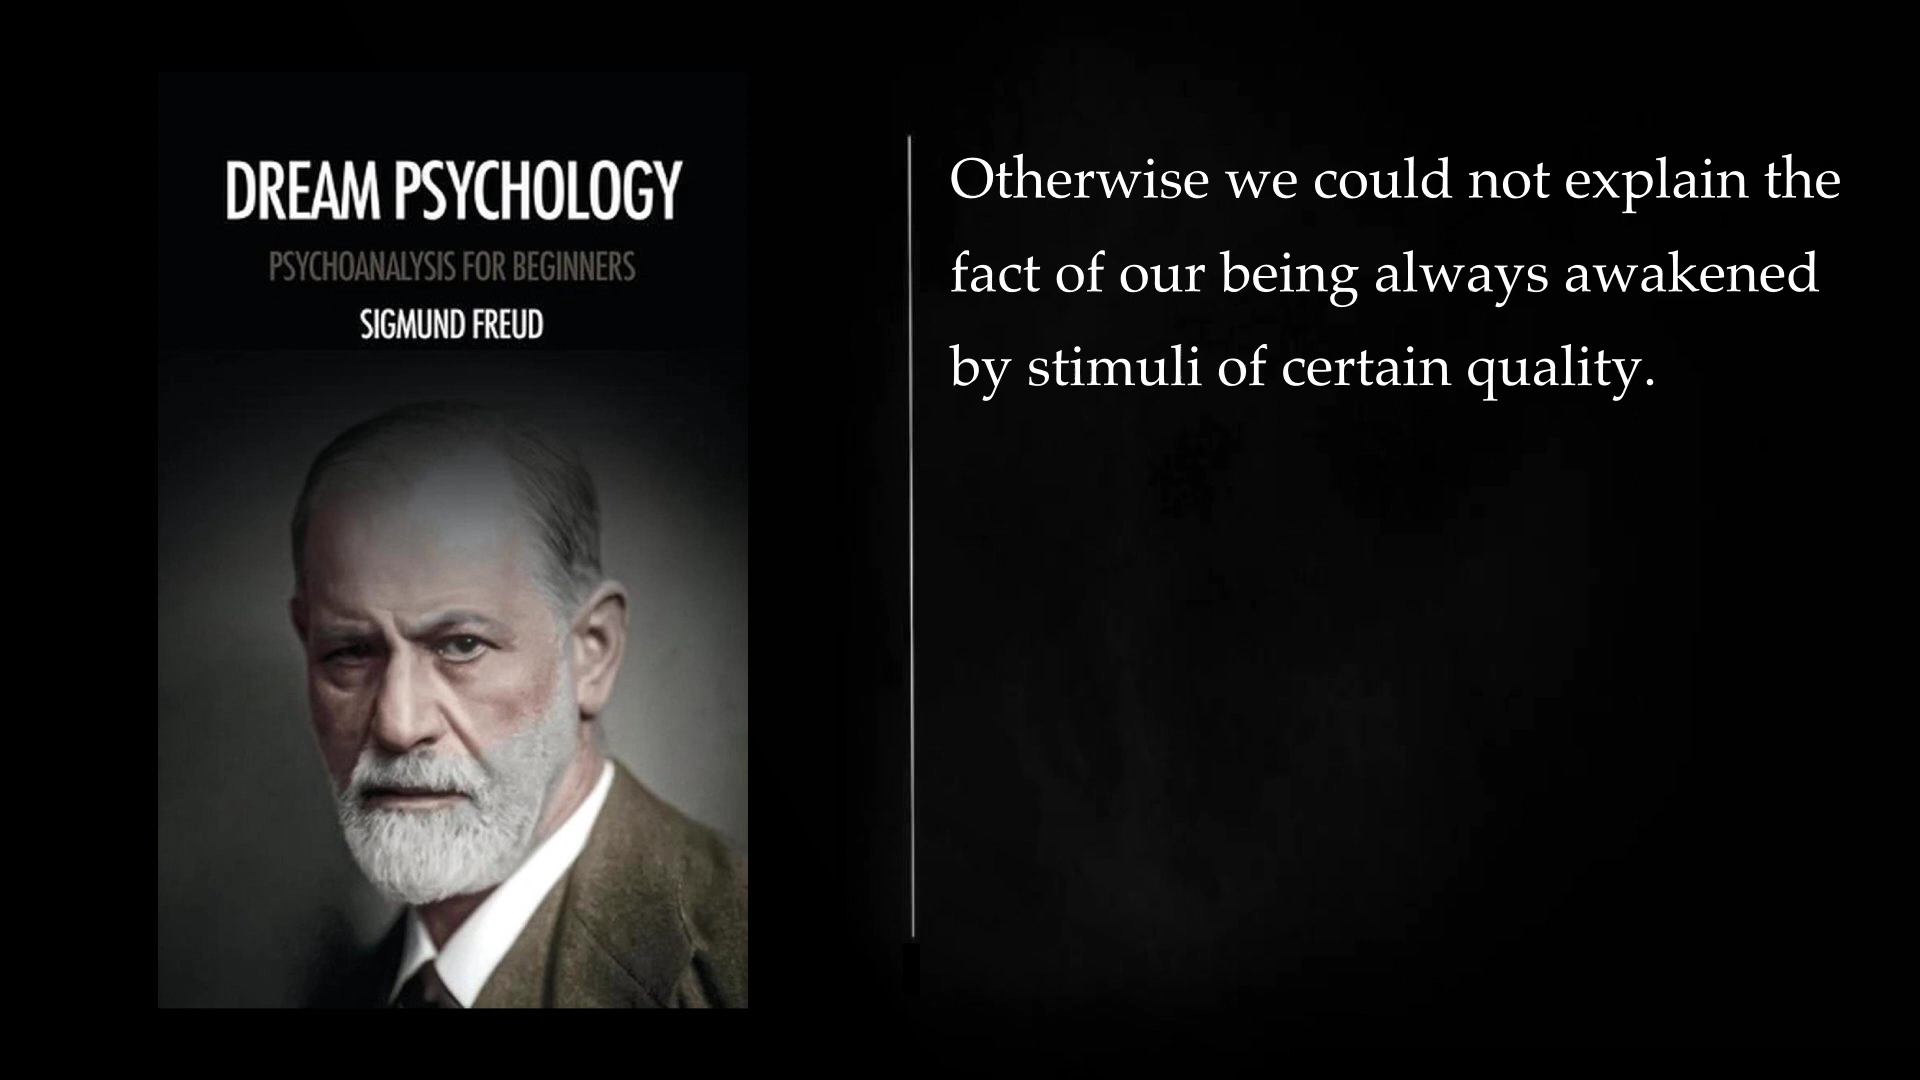 DREAM PSYCHOLOGY
PSYCHOANALYSIS FOR BEGINNERS
SIGMUND FREUD
Otherwise we could not explain the
fact of our being always awakened
by stimuli of certain quality.